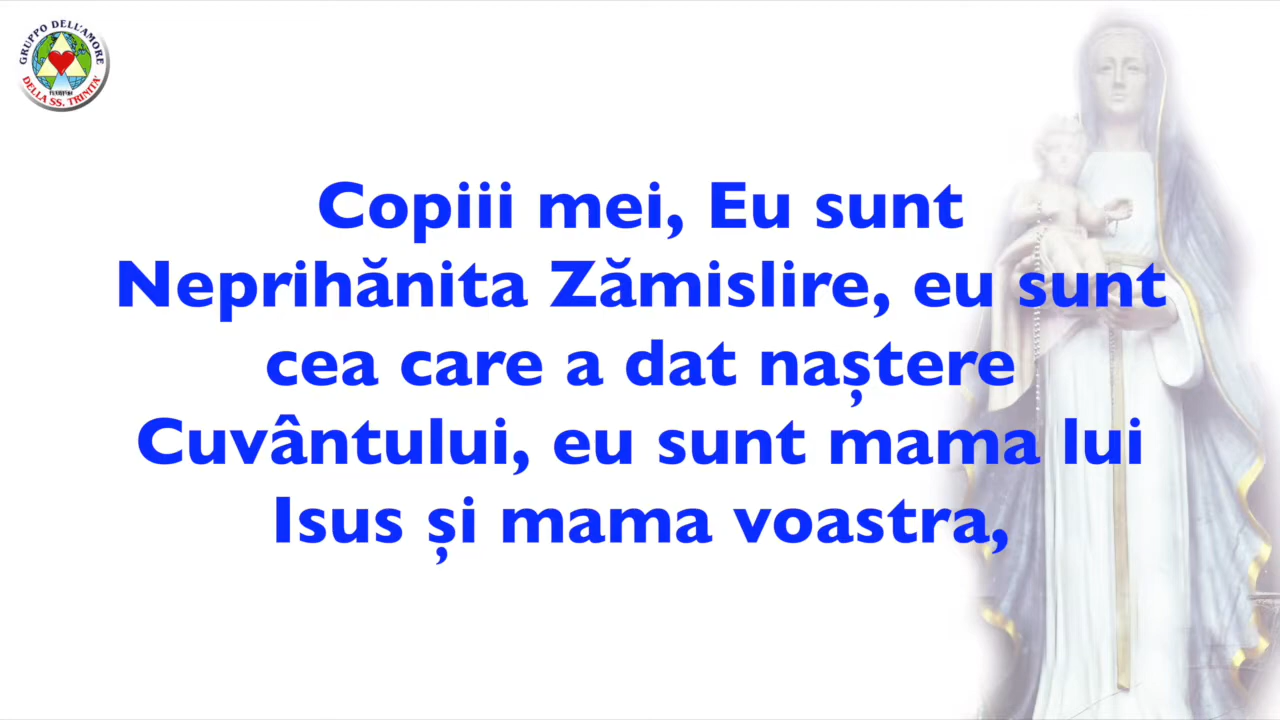 GRUPPO DELL'AMORE
DELLA SS. TRINITA'
Copiii mei, Eu sunt
Neprihănita Zămislire, eu sunt
cea care a dat naștere
Cuvântului, eu sunt mama lui
Isus și mama voastra,